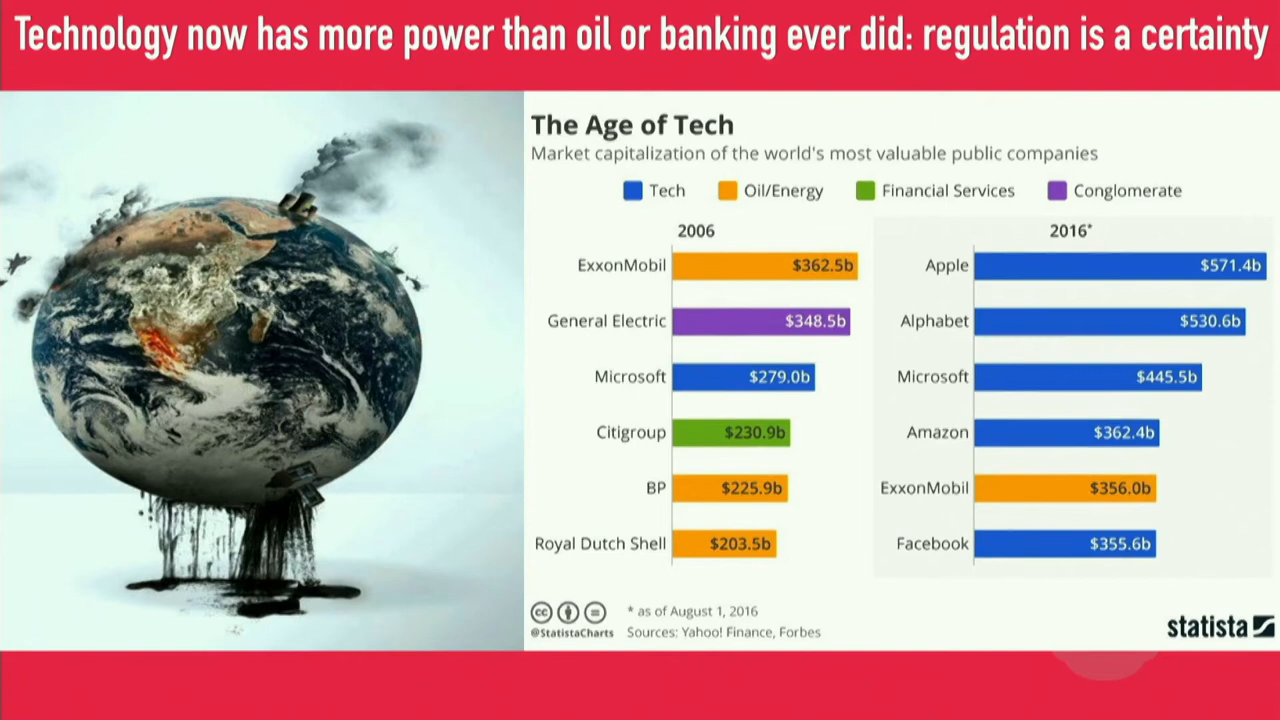 Technology now has more power than oil or banking ever did: regulation is a certainty
The Age of Tech
Market capitalization of the world's most valuable public companies
Tech Oil/Energy Financial Services Conglomerate
2006
ExxonMobil $362.5b
General Electric $348.5b
Microsoft $279.0b
Citigroup $230.9b
BP $225.9b
Royal Dutch Shell $203.5b
2016*
Apple $571.4b
Alphabet $530.6b
Microsoft $445.5b
Amazon $362.4b
ExxonMobil $356.0b
Facebook $355.6b
cc
@StatistaCharts
* as of August 1, 2016
Sources: Yahoo! Finance, Forbes
statista